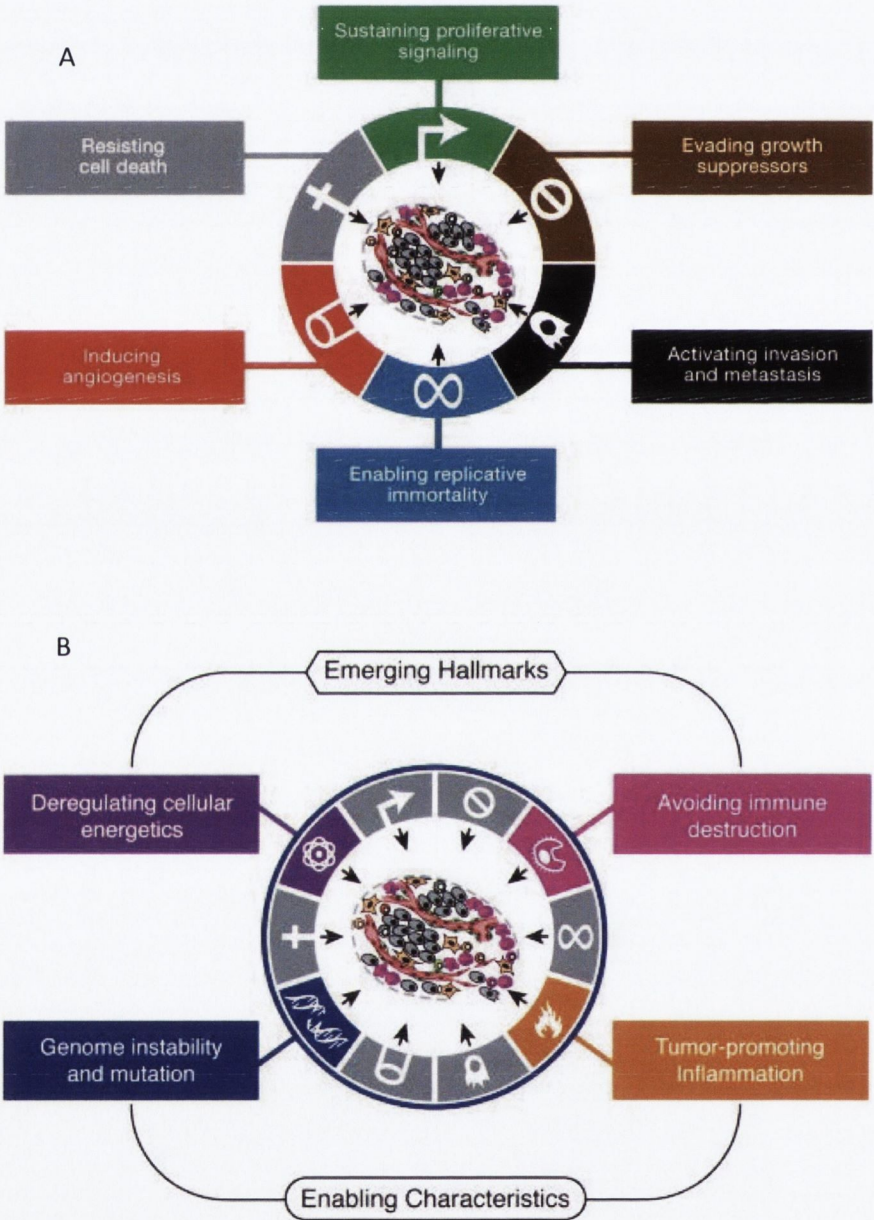 A
Sustaining proliferative
signaling
Resisting
cell death
Evading growth
suppressors
Inducing
angiogenesis
Activating invasion
and metastasis
Enabling replicative
immortality
B
Emerging Hallmarks
Deregulating cellular
energetics
Avoiding immune
destruction
Genome instability
and mutation
Tumor-promoting
Inflammation
Enabling Characteristics